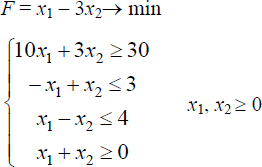 F = x₁ − 3x₂ → min
10x₁ + 3x₂ ≥ 30
−x₁ + x₂ ≤ 3
x₁ − x₂ ≤ 4
x₁, x₂ ≥ 0
x₁ + x₂ ≥ 0